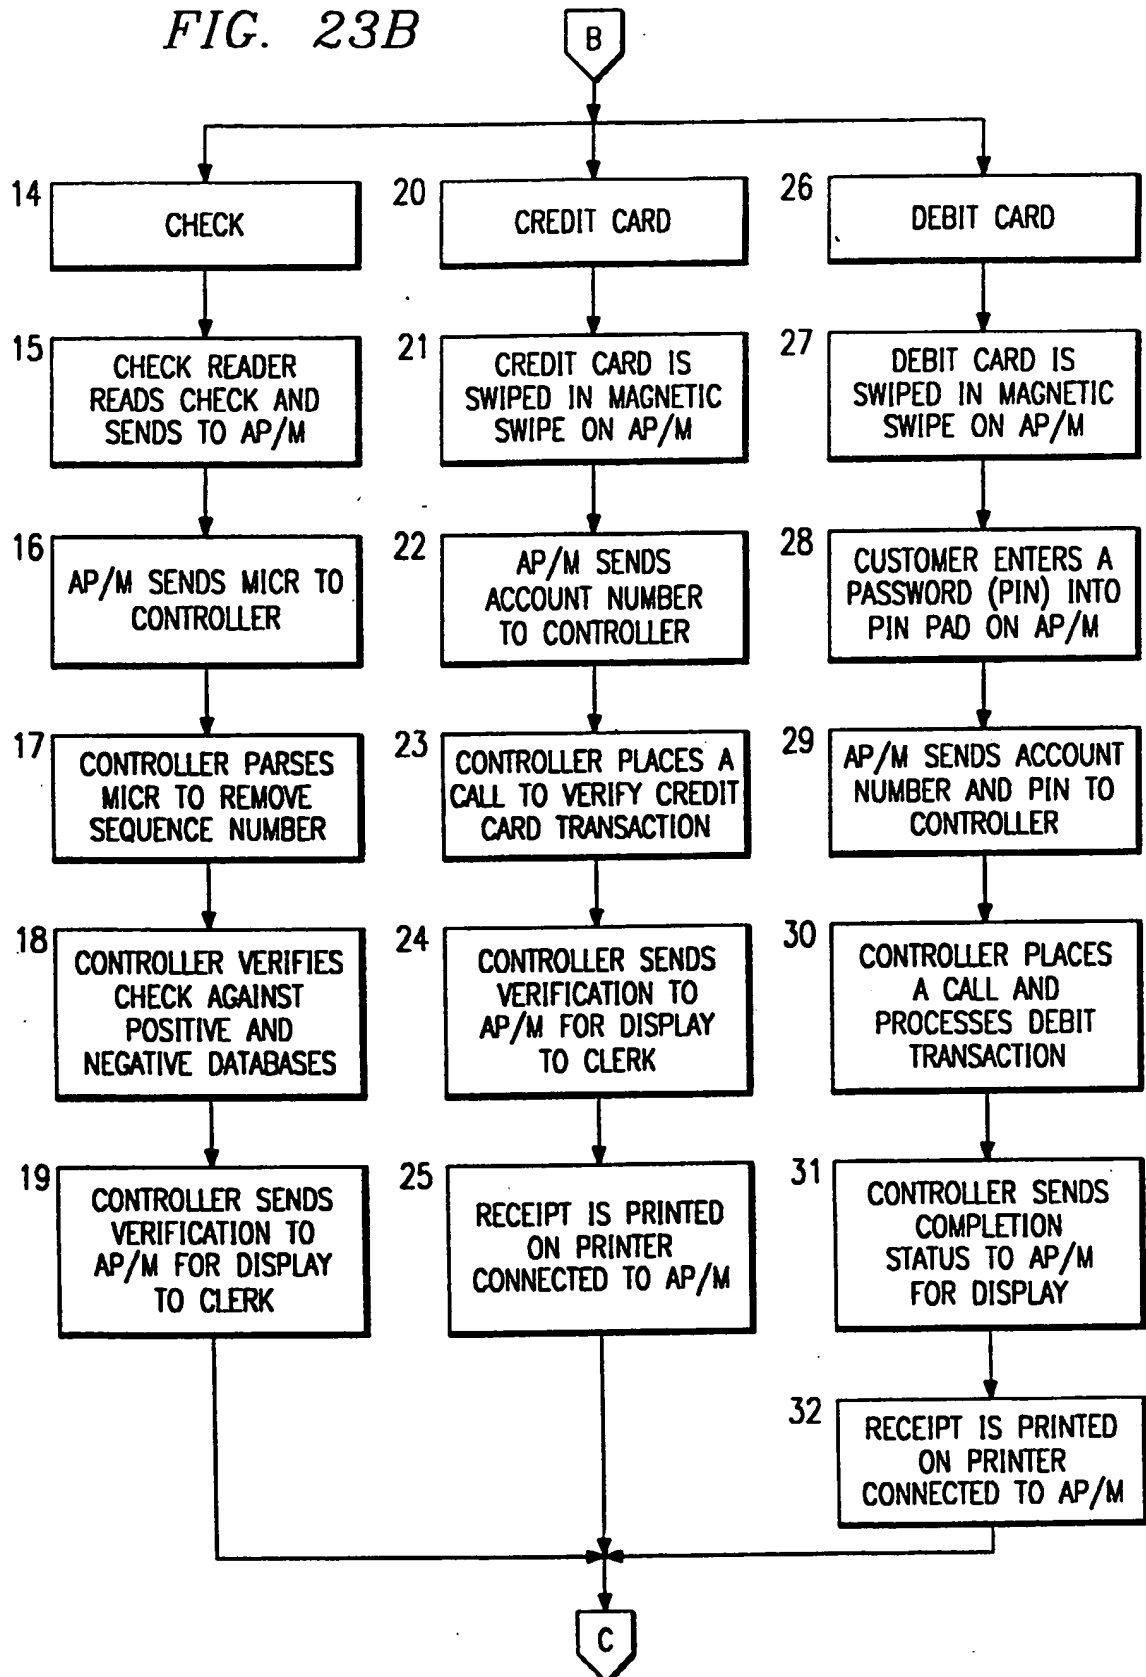 FIG. 23B
B
14
CHECK
15
CHECK READER
READS CHECK AND
SENDS TO AP/M
16
AP/M SENDS MICR TO
CONTROLLER
17
CONTROLLER PARSES
MICR TO REMOVE
SEQUENCE NUMBER
18
CONTROLLER VERIFIES
CHECK AGAINST
POSITIVE AND
NEGATIVE DATABASES
19
CONTROLLER SENDS
VERIFICATION TO
AP/M FOR DISPLAY
TO CLERK
20
CREDIT CARD
21
CREDIT CARD IS
SWIPED IN MAGNETIC
SWIPE ON AP/M
22
AP/M SENDS
ACCOUNT NUMBER
TO CONTROLLER
23
CONTROLLER PLACES A
CALL TO VERIFY CREDIT
CARD TRANSACTION
24
CONTROLLER SENDS
VERIFICATION TO
AP/M FOR DISPLAY
TO CLERK
25
RECEIPT IS PRINTED
ON PRINTER
CONNECTED TO AP/M
26
DEBIT CARD
27
DEBIT CARD IS
SWIPED IN MAGNETIC
SWIPE ON AP/M
28
CUSTOMER ENTERS A
PASSWORD (PIN) INTO
PIN PAD ON AP/M
29
AP/M SENDS ACCOUNT
NUMBER AND PIN TO
CONTROLLER
30
CONTROLLER PLACES
A CALL AND
PROCESSES DEBIT
TRANSACTION
31
CONTROLLER SENDS
COMPLETION
STATUS TO AP/M
FOR DISPLAY
32
RECEIPT IS PRINTED
ON PRINTER
CONNECTED TO AP/M
C